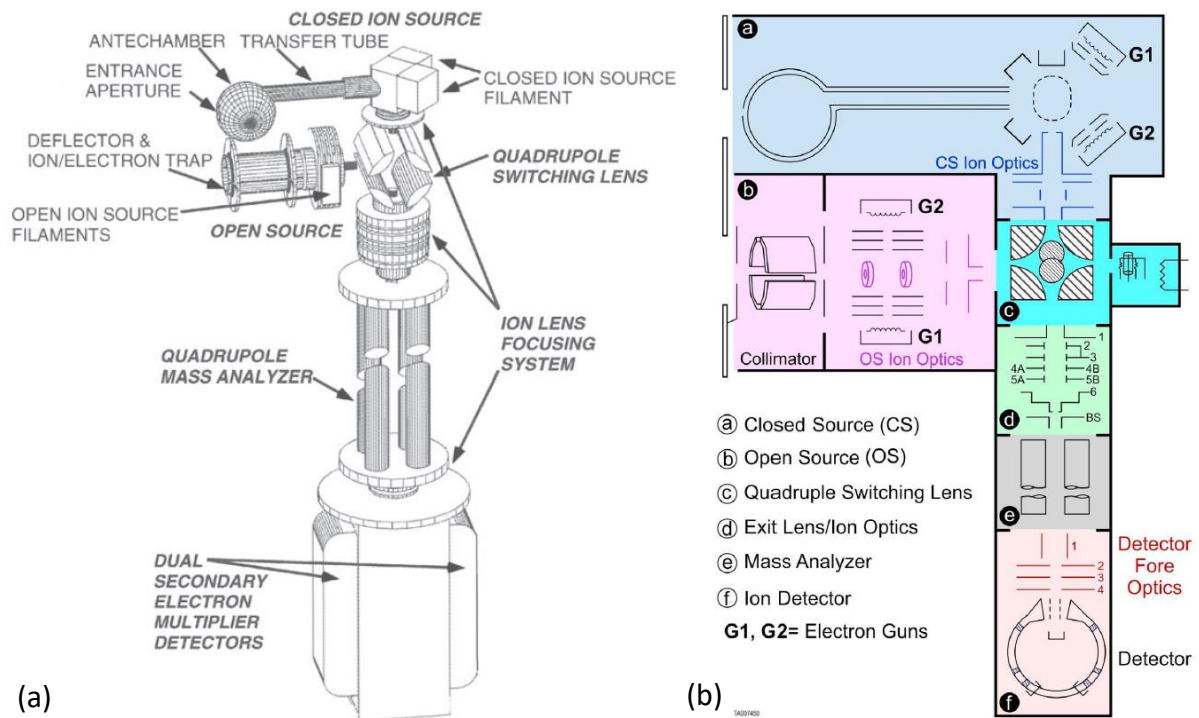 CLOSED ION SOURCE
ANTECHAMBER
TRANSFER TUBE
ENTRANCE
APERTURE
CLOSED ION SOURCE
FILAMENT
DEFLECTOR &
ION/ELECTRON TRAP
QUADRUPOLE
SWITCHING LENS
OPEN ION SOURCE
FILAMENTS
OPEN SOURCE
ION LENS
FOCUSING
SYSTEM
QUADRUPOLE
MASS ANALYZER
DUAL
SECONDARY
ELECTRON
MULTIPLIER
DETECTORS
(a)
a
G1
G2
CS Ion Optics
b
G2
G1
Collimator
OS Ion Optics
c
1
2
3
4A
4B
5A
5B
6
d
BS
e
1
2
3
4
Detector
Fore
Optics
Detector
f
ⓐ Closed Source (CS)
ⓑ Open Source (OS)
ⓒ Quadruple Switching Lens
ⓓ Exit Lens/Ion Optics
ⓔ Mass Analyzer
ⓕ Ion Detector
G1, G2= Electron Guns
(b)
TA007450